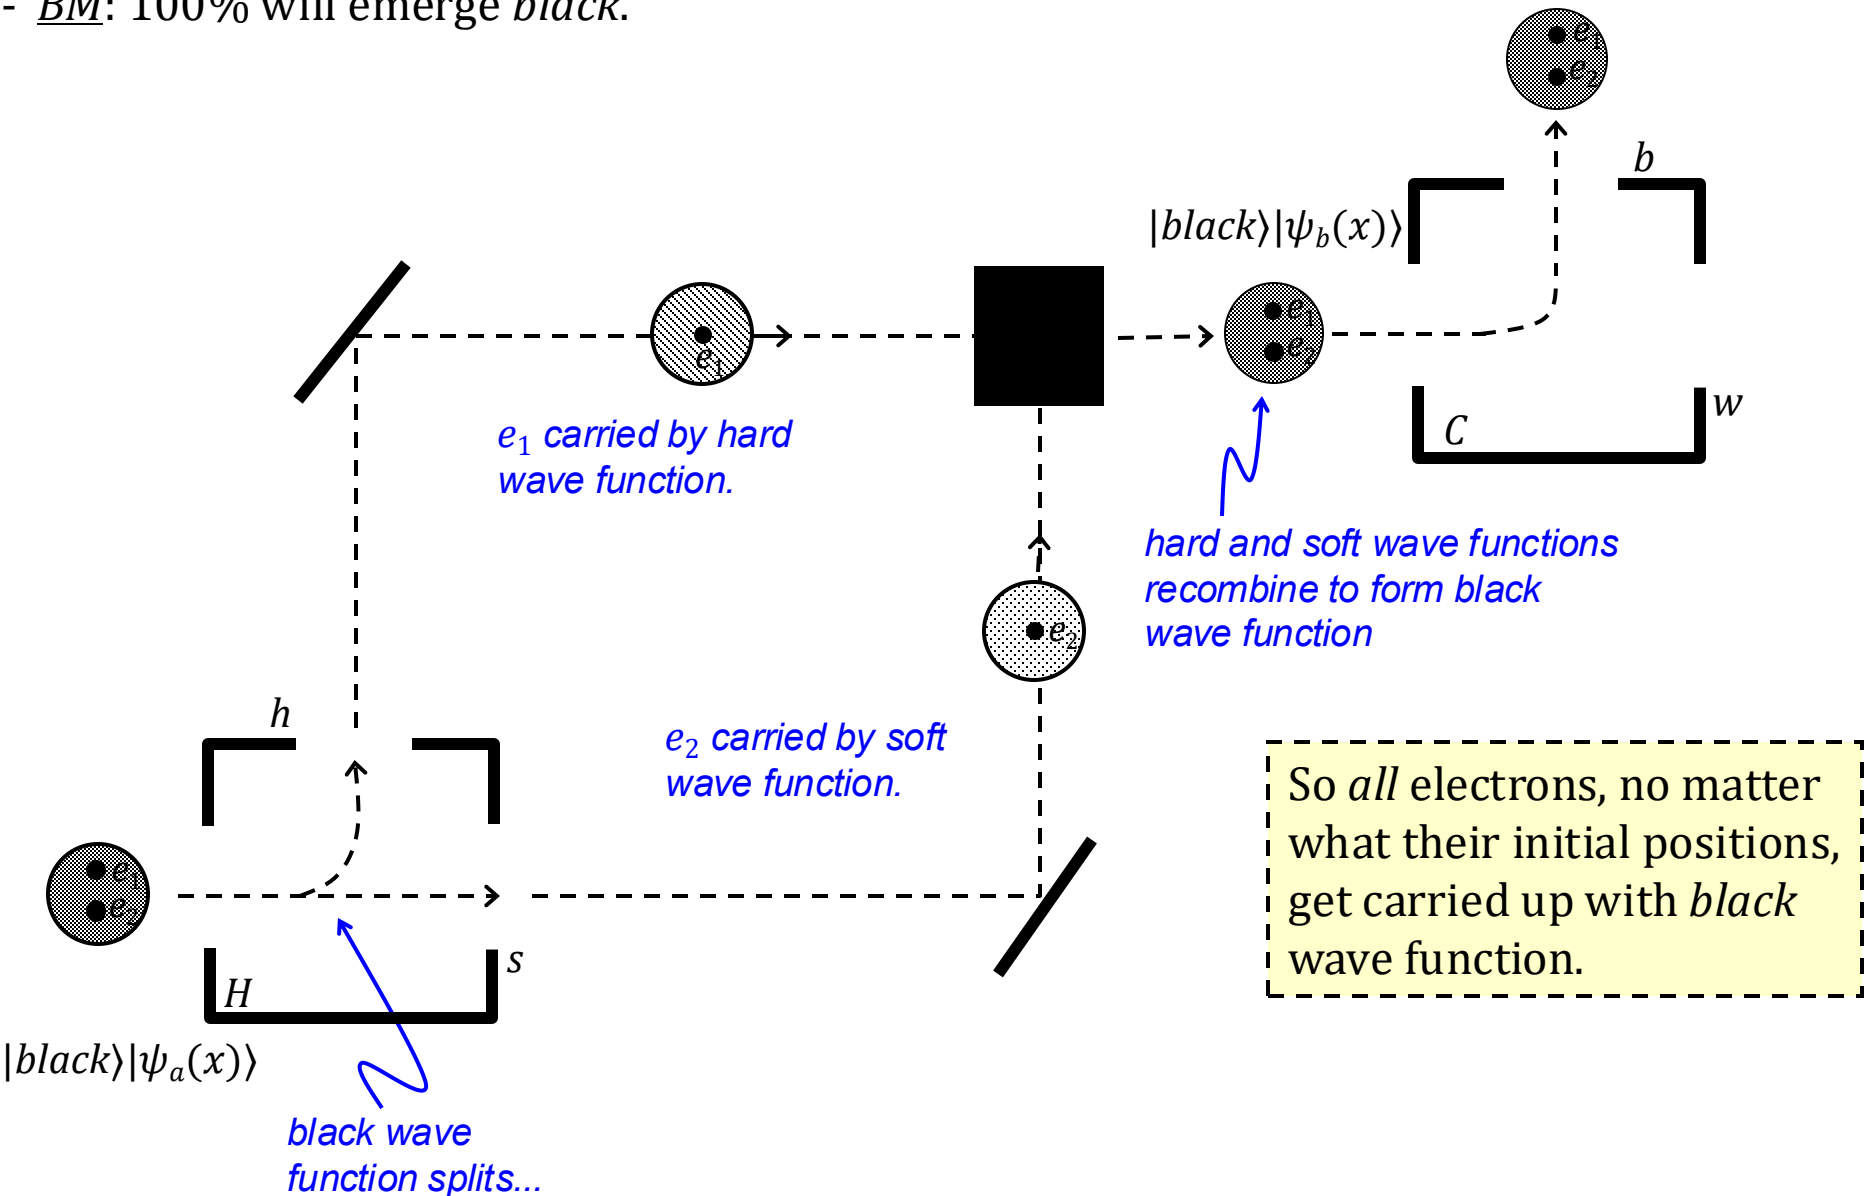 - BM: 100% will emerge black.
e₁
e₂
b
|black⟩|ψ_b(x)⟩
e₁
e₁
e₂
w
C
e₁ carried by hard
wave function.
hard and soft wave functions
recombine to form black
wave function
e₂
h
e₂ carried by soft
wave function.
So all electrons, no matter
what their initial positions,
get carried up with black
wave function.
e₁
e₂
s
H
|black⟩|ψₐ(x)⟩
black wave
function splits...